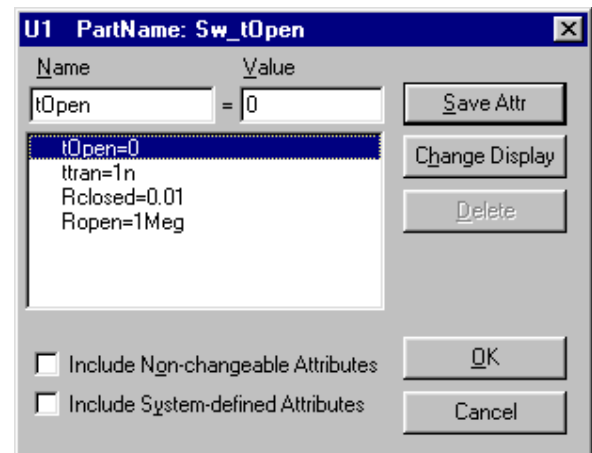 U1 PartName: Sw_tOpen
Name Value
tOpen = 0
Save Attr
tOpen=0
ttran=1n
Rclosed=0.01
Ropen=1Meg
Change Display
Delete
Include Non-changeable Attributes
Include System-defined Attributes
OK
Cancel